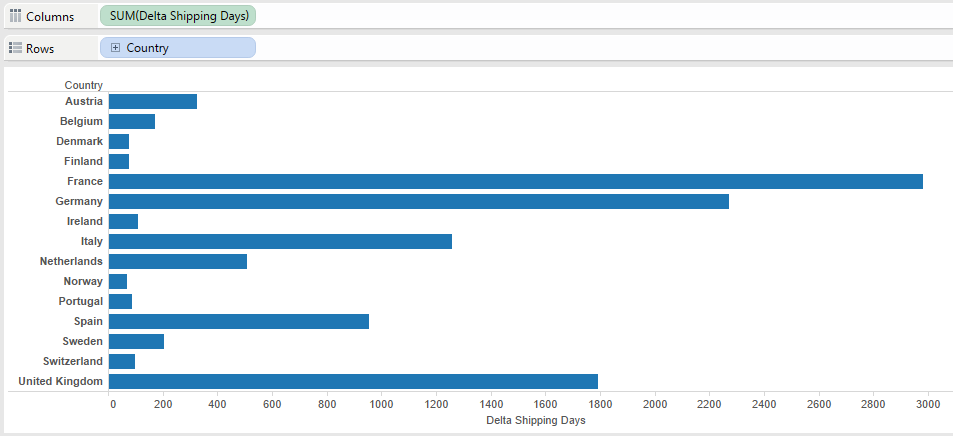 Columns SUM(Delta Shipping Days)
Rows Country
Country
Austria
Belgium
Denmark
Finland
France
Germany
Ireland
Italy
Netherlands
Norway
Portugal
Spain
Sweden
Switzerland
United Kingdom
0 200 400 600 800 1000 1200 1400 1600 1800 2000 2200 2400 2600 2800 3000
Delta Shipping Days